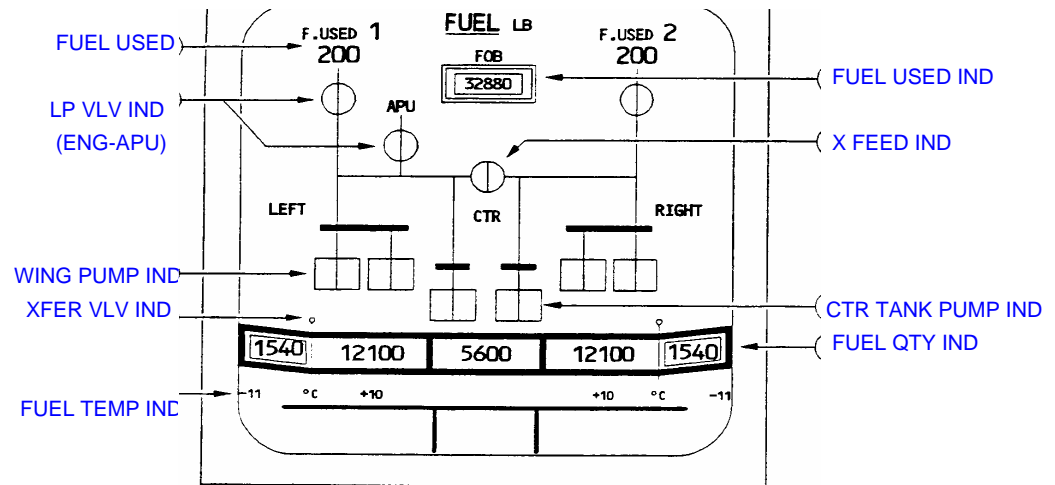 FUEL LB
F.USED 1
200
F.USED 2
200
FOB
32880
FUEL USED
FUEL USED IND
LP VLV IND
(ENG-APU)
APU
X FEED IND
LEFT
CTR
RIGHT
WING PUMP IND
XFER VLV IND
CTR TANK PUMP IND
FUEL QTY IND
1540 12100 5600 12100 1540
FUEL TEMP IND
-11 °C +10 +10 °C -11